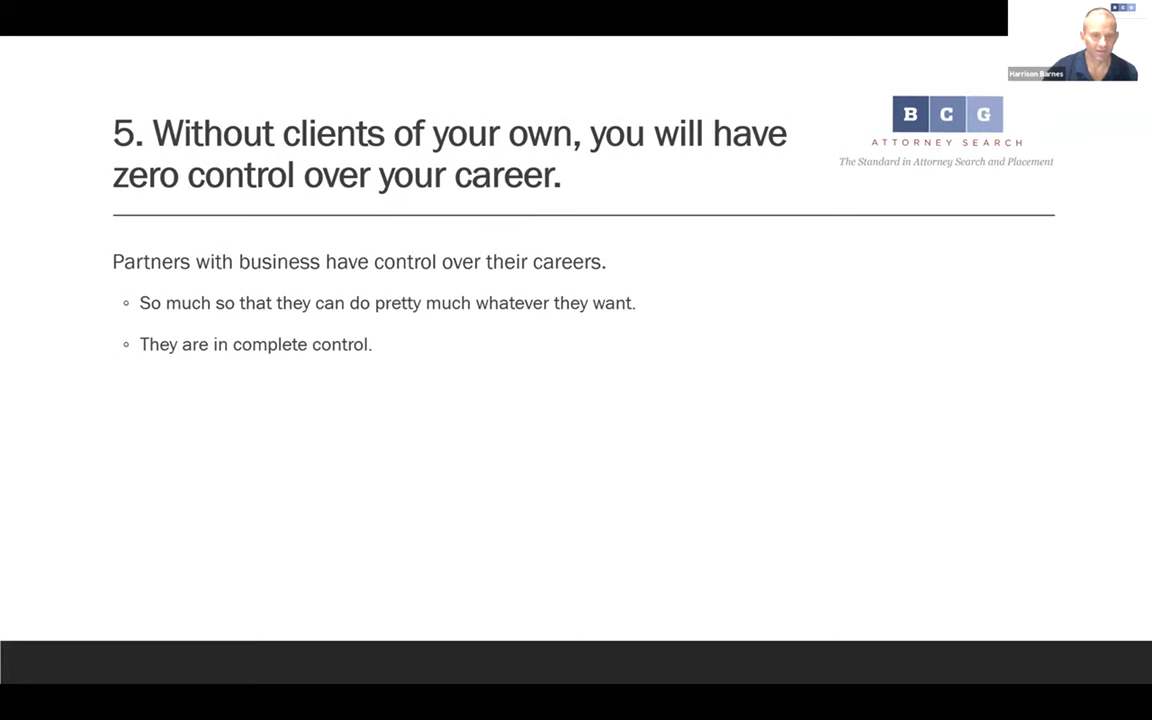 B C G
Harrison Barnes
5. Without clients of your own, you will have
zero control over your career.
B C G
ATTORNEY SEARCH
The Standard in Attorney Search and Placement
Partners with business have control over their careers.
◦ So much so that they can do pretty much whatever they want.
◦ They are in complete control.